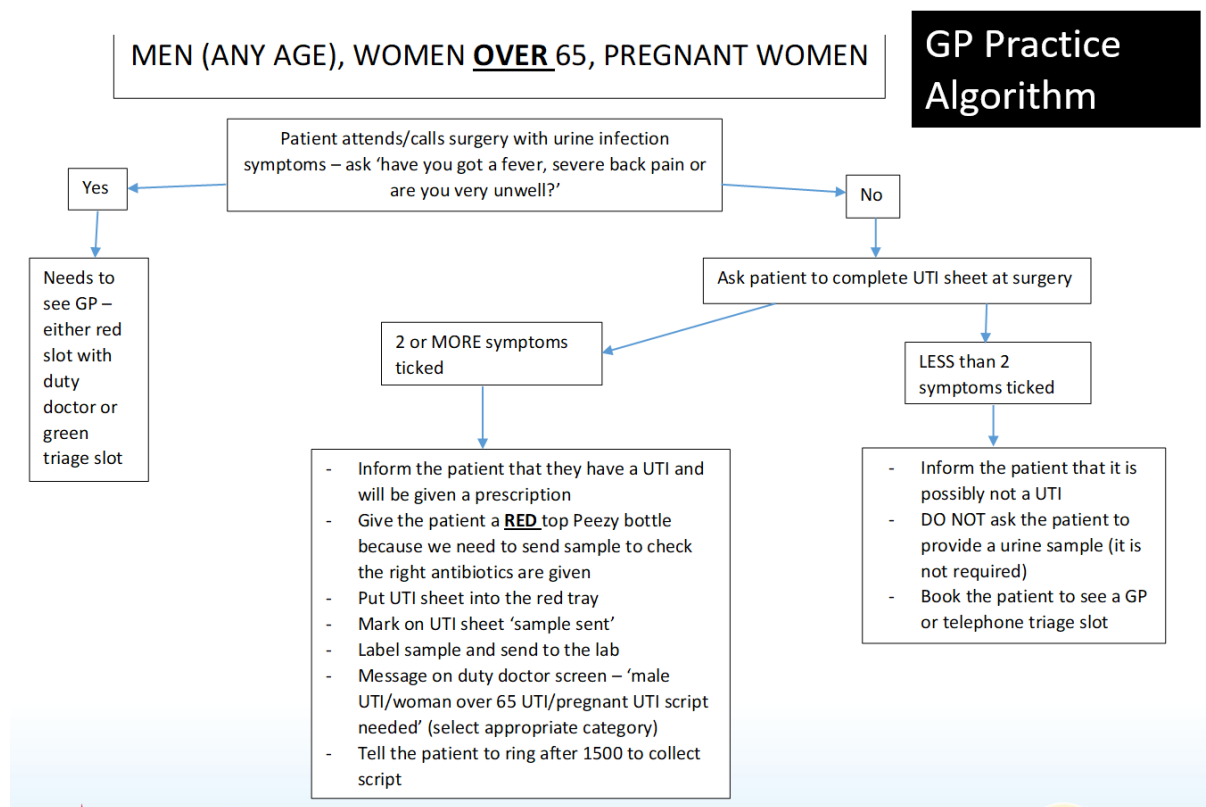 MEN (ANY AGE), WOMEN OVER 65, PREGNANT WOMEN
GP Practice
Algorithm
Patient attends/calls surgery with urine infection
symptoms – ask ‘have you got a fever, severe back pain or
are you very unwell?’
Yes
No
Needs to
see GP –
either red
slot with
duty
doctor or
green
triage slot
Ask patient to complete UTI sheet at surgery
2 or MORE symptoms
ticked
LESS than 2
symptoms ticked
- Inform the patient that they have a UTI and
will be given a prescription
- Give the patient a RED top Peezy bottle
because we need to send sample to check
the right antibiotics are given
- Put UTI sheet into the red tray
- Mark on UTI sheet ‘sample sent’
- Label sample and send to the lab
- Message on duty doctor screen – ‘male
UTI/woman over 65 UTI/pregnant UTI script
needed’ (select appropriate category)
- Tell the patient to ring after 1500 to collect
script
- Inform the patient that it is
possibly not a UTI
- DO NOT ask the patient to
provide a urine sample (it is
not required)
- Book the patient to see a GP
or telephone triage slot